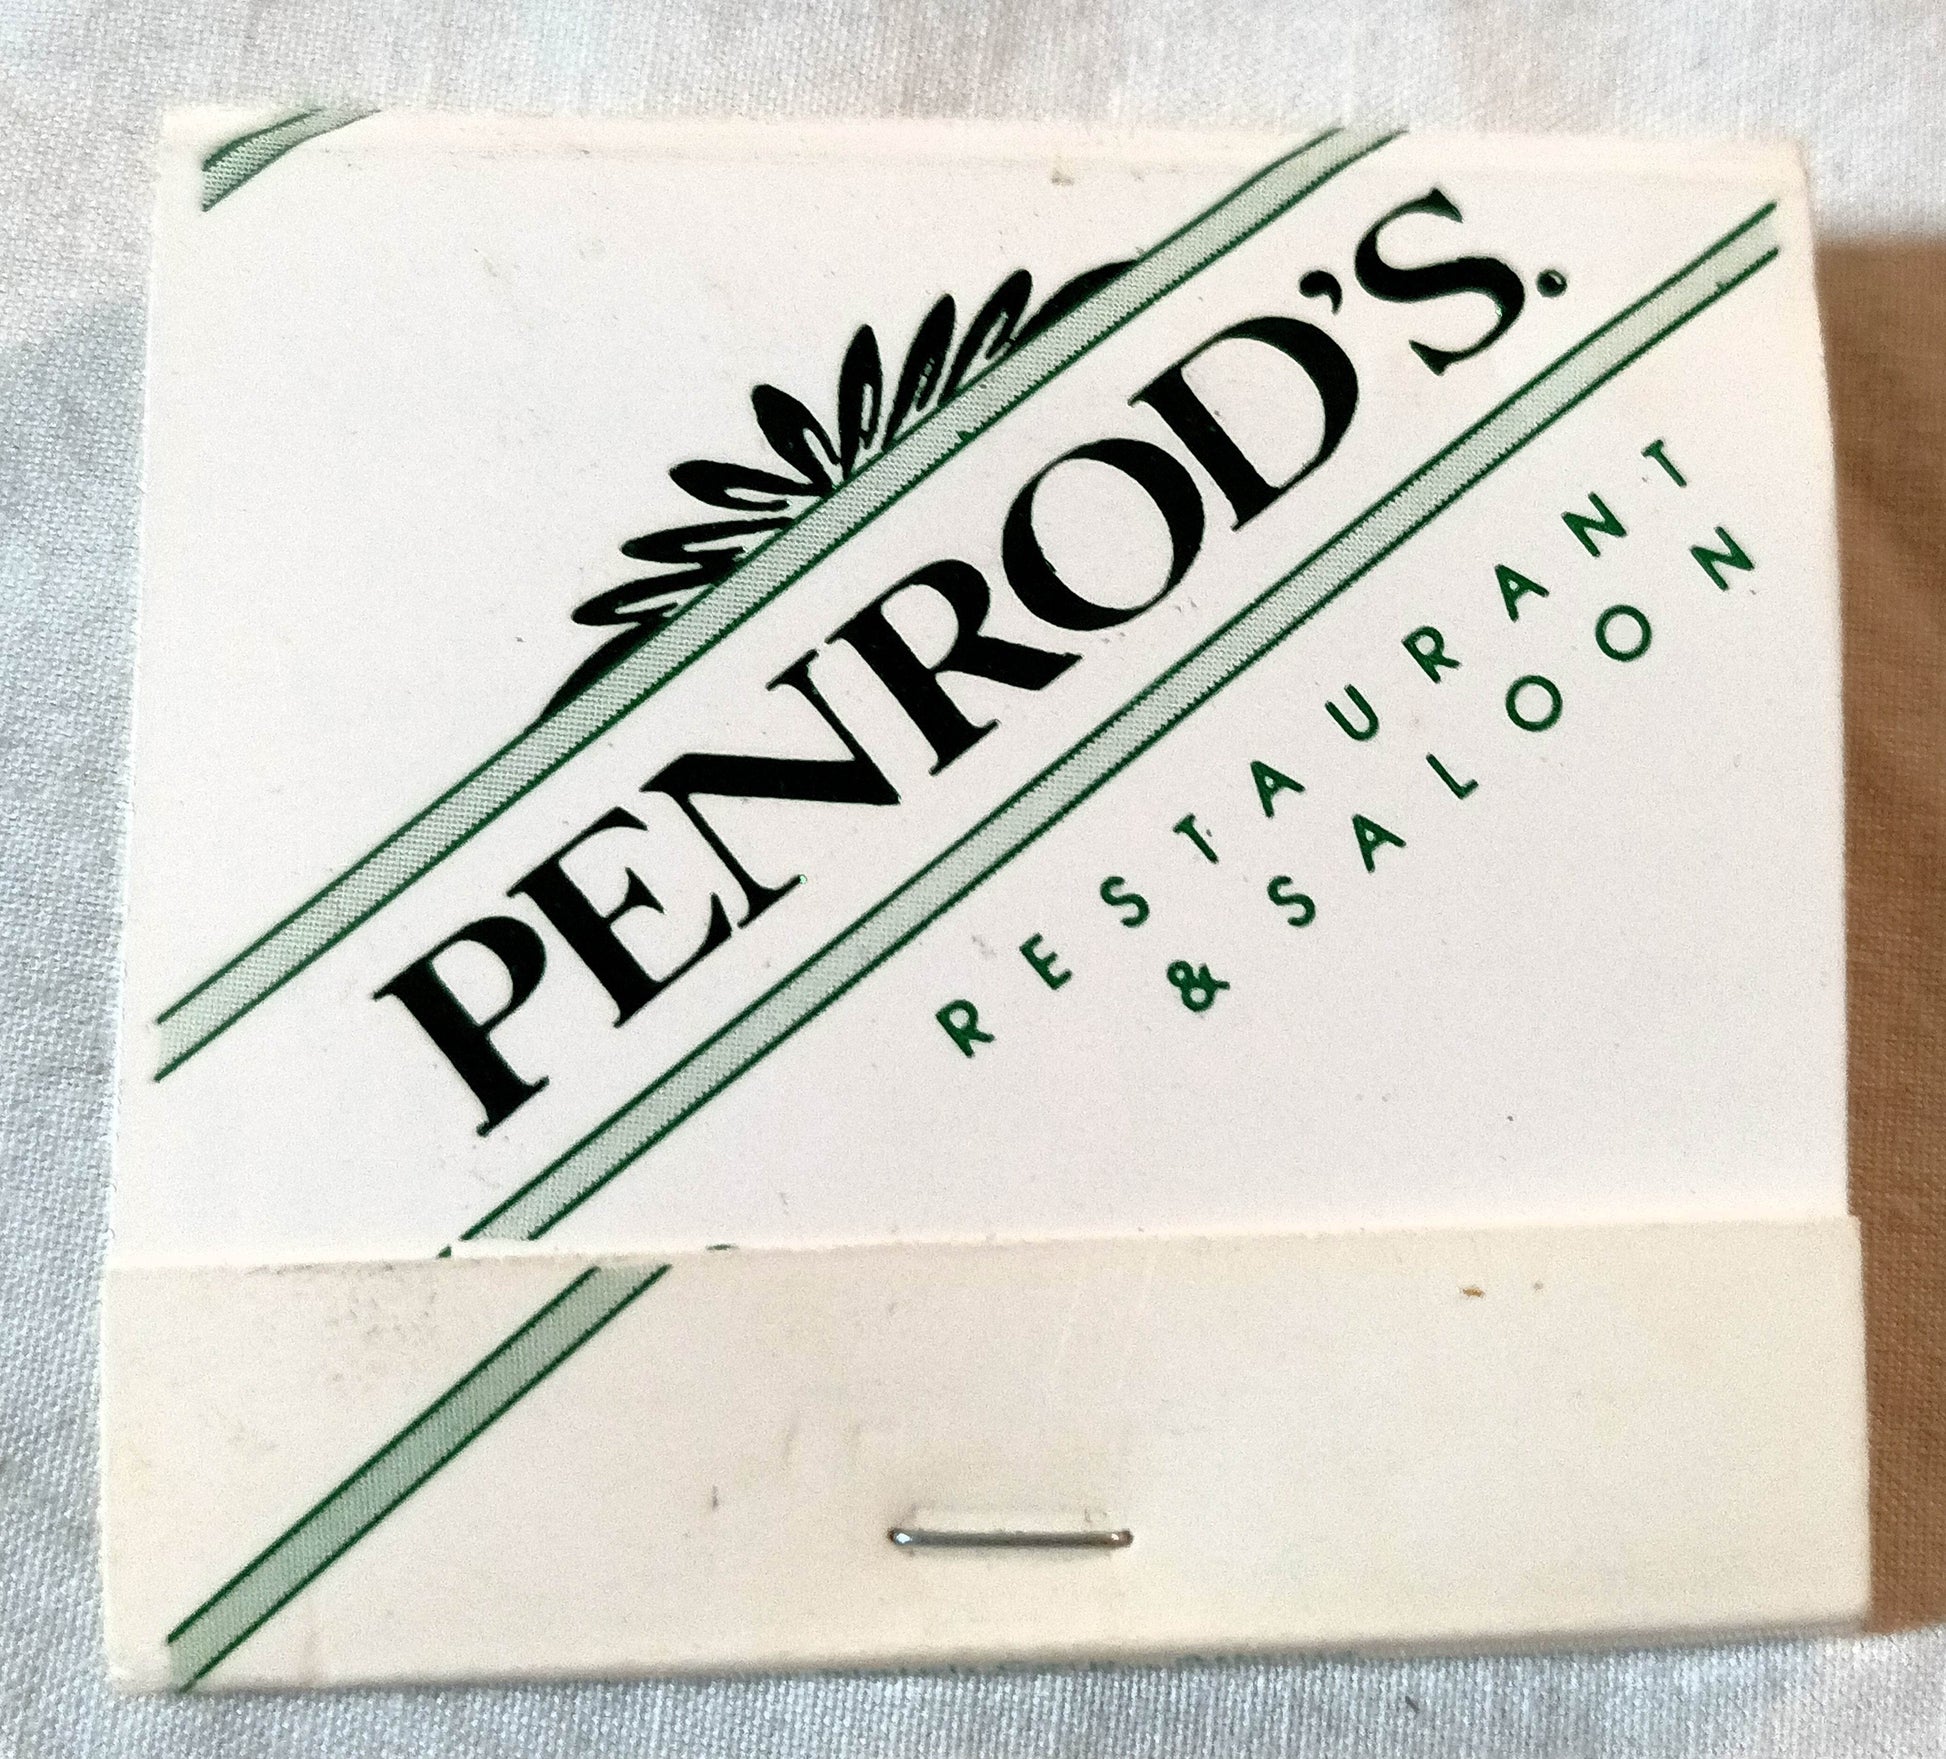 PENROD'S.
RESTAURANT
& SALOON